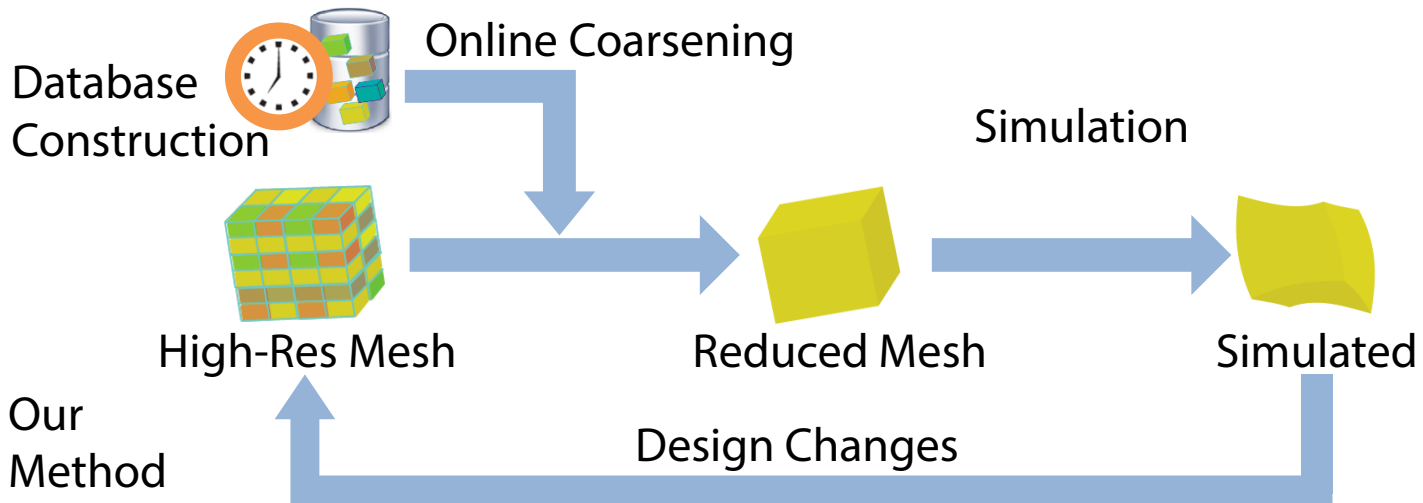 Database
Construction
Online Coarsening
Simulation
High-Res Mesh
Reduced Mesh
Simulated
Our
Method
Design Changes